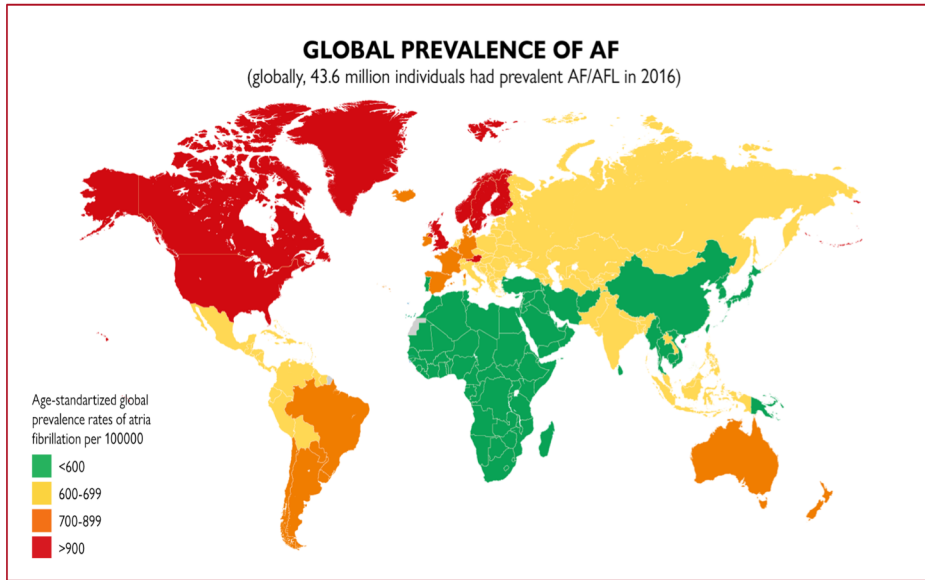 GLOBAL PREVALENCE OF AF
(globally, 43.6 million individuals had prevalent AF/AFL in 2016)
Age-standartized global
prevalence rates of atria
fibrillation per 100000
<600
600-699
700-899
>900